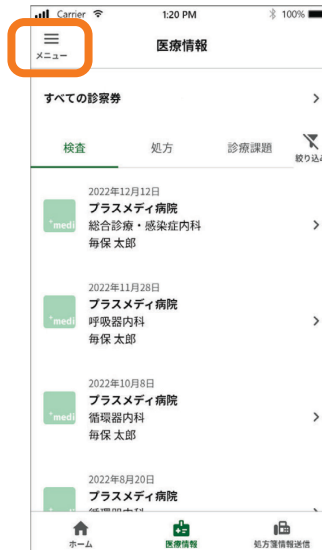 Carrier 1:20 PM 100%
メニュー
医療情報
すべての診察券
検査 処方 診療課題
2022年12月12日
プラスメディ病院
総合診療・感染症内科
毎保 太郎
medi
2022年11月28日
プラスメディ病院
呼吸器内科
毎保 太郎
medi
2022年10月8日
プラスメディ病院
循環器内科
毎保 太郎
medi
2022年8月20日
プラスメディ病院
ホーム 医療情報 処方箋情報送信